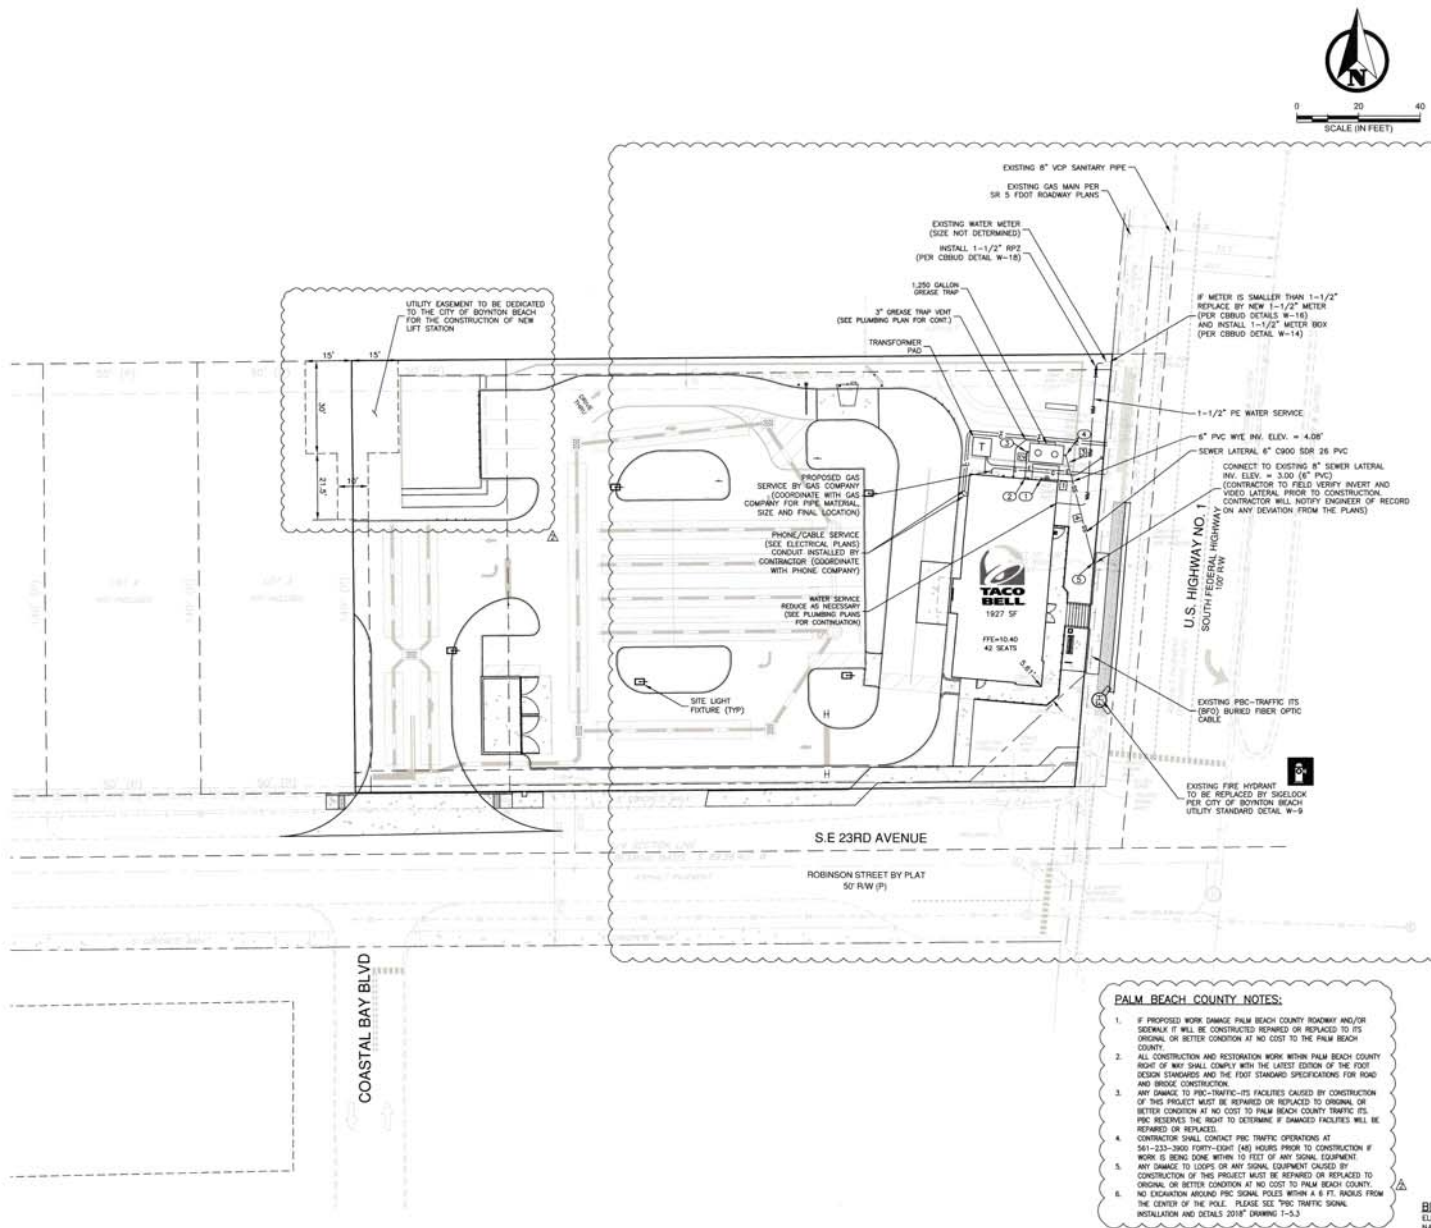 N
0 20 40
SCALE (IN FEET)
EXISTING 8" VCP SANITARY PIPE
EXISTING GAS MAIN PER
SR 5 FDOT ROADWAY PLANS
EXISTING WATER METER
(SIZE NOT DETERMINED)
INSTALL 1-1/2" RPZ
(PER CBBUD DETAIL W-18)
1,250 GALLON
GREASE TRAP
3" GREASE TRAP VENT
(SEE PLUMBING PLAN FOR CONT.)
TRANSFORMER
PAD
UTILITY EASEMENT TO BE DEDICATED
TO THE CITY OF BOYNTON BEACH
FOR THE CONSTRUCTION OF NEW
LIFT STATION
15' 15'
30'
21.5'
10'
DRIVE
THRU
IF METER IS SMALLER THAN 1-1/2"
REPLACE BY NEW 1-1/2" METER
(PER CBBUD DETAILS W-16)
AND INSTALL 1-1/2" METER BOX
(PER CBBUD DETAIL W-14)
1-1/2" PE WATER SERVICE
6" PVC WYE INV. ELEV. = 4.08'
SEWER LATERAL 6" C900 SDR 26 PVC
CONNECT TO EXISTING 8" SEWER LATERAL
INV. ELEV. = 3.00 (6" PVC)
(CONTRACTOR TO FIELD VERIFY INVERT AND
VIDEO LATERAL PRIOR TO CONSTRUCTION.
CONTRACTOR WILL NOTIFY ENGINEER OF RECORD
ON ANY DEVIATION FROM THE PLANS)
T
PROPOSED GAS
SERVICE BY GAS COMPANY
(COORDINATE WITH GAS
COMPANY FOR PIPE MATERIAL,
SIZE AND FINAL LOCATION)
PHONE/CABLE SERVICE
(SEE ELECTRICAL PLANS)
CONDUIT INSTALLED BY
CONTRACTOR (COORDINATE
WITH PHONE COMPANY)
WATER SERVICE
REDUCE AS NECESSARY
(SEE PLUMBING PLANS
FOR CONTINUATION)
TACO
BELL
1927 SF
FFE=10.40
42 SEATS
5.61'
U.S. HIGHWAY NO. 1
SOUTH FEDERAL HIGHWAY
100' R/W
SITE LIGHT
FIXTURE (TYP)
H
H
EXISTING PBC-TRAFFIC ITS
(BFO) BURIED FIBER OPTIC
CABLE
EXISTING FIRE HYDRANT
TO BE REPLACED BY SIGELOCK
PER CITY OF BOYNTON BEACH
UTILITY STANDARD DETAIL W-9
S.E 23RD AVENUE
ROBINSON STREET BY PLAT
50' R/W (P)
COASTAL BAY BLVD
PALM BEACH COUNTY NOTES:
1. IF PROPOSED WORK DAMAGE PALM BEACH COUNTY ROADWAY AND/OR
SIDEWALK IT WILL BE CONSTRUCTED REPAIRED OR REPLACED TO ITS
ORIGINAL OR BETTER CONDITION AT NO COST TO THE PALM BEACH
COUNTY.
2. ALL CONSTRUCTION AND RESTORATION WORK WITHIN PALM BEACH COUNTY
RIGHT OF WAY SHALL COMPLY WITH THE LATEST EDITION OF THE FDOT
DESIGN STANDARDS AND THE FDOT STANDARD SPECIFICATIONS FOR ROAD
AND BRIDGE CONSTRUCTION.
3. ANY DAMAGE TO PBC-TRAFFIC-ITS FACILITIES CAUSED BY CONSTRUCTION
OF THIS PROJECT MUST BE REPAIRED OR REPLACED TO ORIGINAL OR
BETTER CONDITION AT NO COST TO PALM BEACH COUNTY TRAFFIC ITS.
PBC RESERVES THE RIGHT TO DETERMINE IF DAMAGED FACILITIES WILL BE
REPAIRED OR REPLACED.
4. CONTRACTOR SHALL CONTACT PBC TRAFFIC OPERATIONS AT
561-233-3900 FORTY-EIGHT (48) HOURS PRIOR TO CONSTRUCTION IF
WORK IS BEING DONE WITHIN 10 FEET OF ANY SIGNAL EQUIPMENT.
5. ANY DAMAGE TO LOOPS OR ANY SIGNAL EQUIPMENT CAUSED BY
CONSTRUCTION OF THIS PROJECT MUST BE REPAIRED OR REPLACED TO
ORIGINAL OR BETTER CONDITION AT NO COST TO PALM BEACH COUNTY.
6. NO EXCAVATION AROUND PBC SIGNAL POLES WITHIN A 6 FT. RADIUS FROM
THE CENTER OF THE POLE. PLEASE SEE "PBC TRAFFIC SIGNAL
INSTALLATION AND DETAILS 2018" DRAWING T-5.3